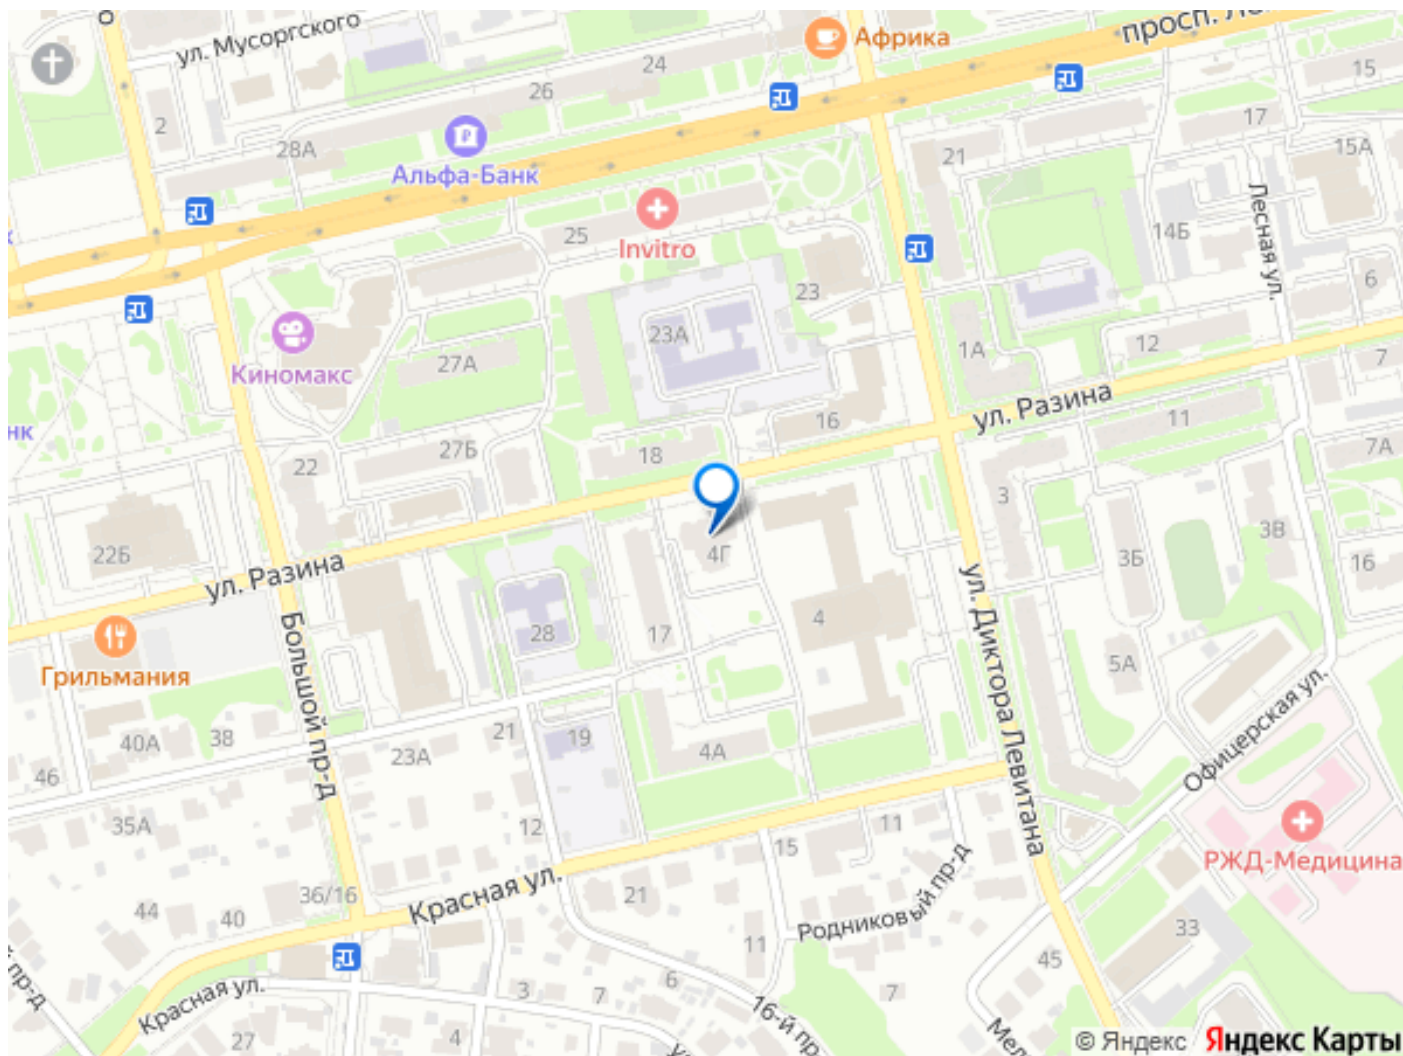 ул. Мусоргского
24
Африка
просп. Ле
15
26
2
28А
Альфа-Банк
17
15А
21
25
Invitro
14Б
Лесная ул.
23
6
Киномакс
27А
23А
1А
12
7
нк
ул. Разина
16
11
22
27Б
18
7А
3
3В
22Б
4Г
3Б
16
ул. Разина
28
17
4
5А
Грильмания
Большой пр-д
ул. Диктора Левитана
Офицерская ул.
40А
38
23А
21
19
4А
46
35А
12
15
11
РЖД-Медицина
36/16
44
40
Красная ул.
21
11
Родниковый пр-д
33
45
й пр-д
Красная ул.
3
7
6
16-й пр.
7
27
4
© Яндекс Яндекс Карты